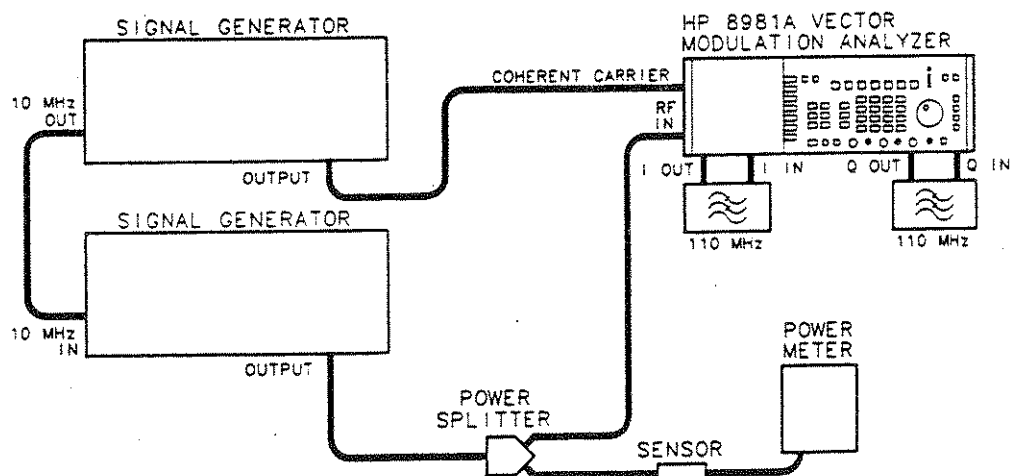 SIGNAL GENERATOR
HP 8981A VECTOR
MODULATION ANALYZER
COHERENT CARRIER
10 MHz
OUT
RF
IN
OUTPUT
I OUT
I IN
Q OUT
Q IN
SIGNAL GENERATOR
110 MHz
110 MHz
10 MHz
IN
OUTPUT
POWER
METER
POWER
SPLITTER
SENSOR